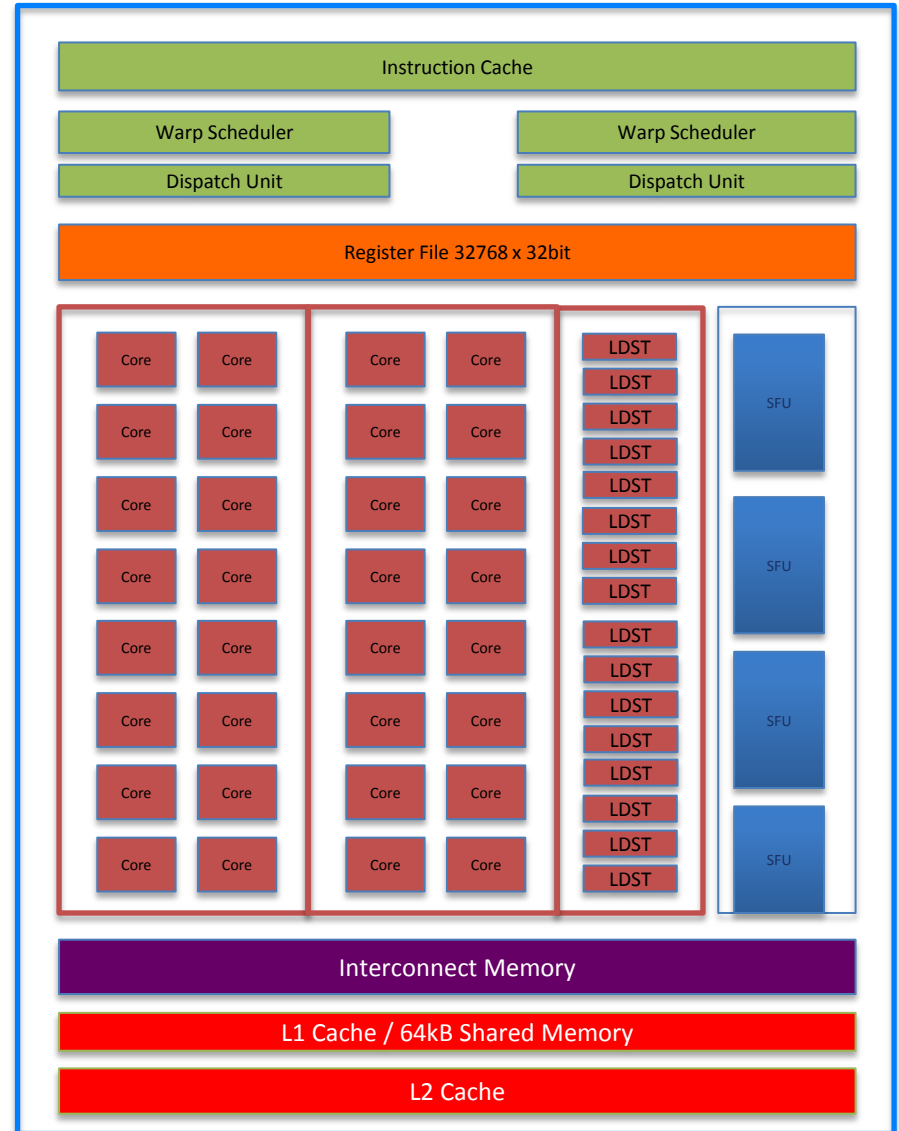 Instruction Cache
Warp Scheduler Warp Scheduler
Dispatch Unit Dispatch Unit
Register File 32768 x 32bit
Core Core Core Core LDST SFU
LDST
Core Core Core Core LDST
LDST
Core Core Core Core LDST SFU
LDST
Core Core Core Core LDST
LDST
Core Core Core Core LDST
LDST
Core Core Core Core LDST SFU
LDST
Core Core Core Core LDST
LDST
Core Core Core Core LDST SFU
LDST
Interconnect Memory
L1 Cache / 64kB Shared Memory
L2 Cache